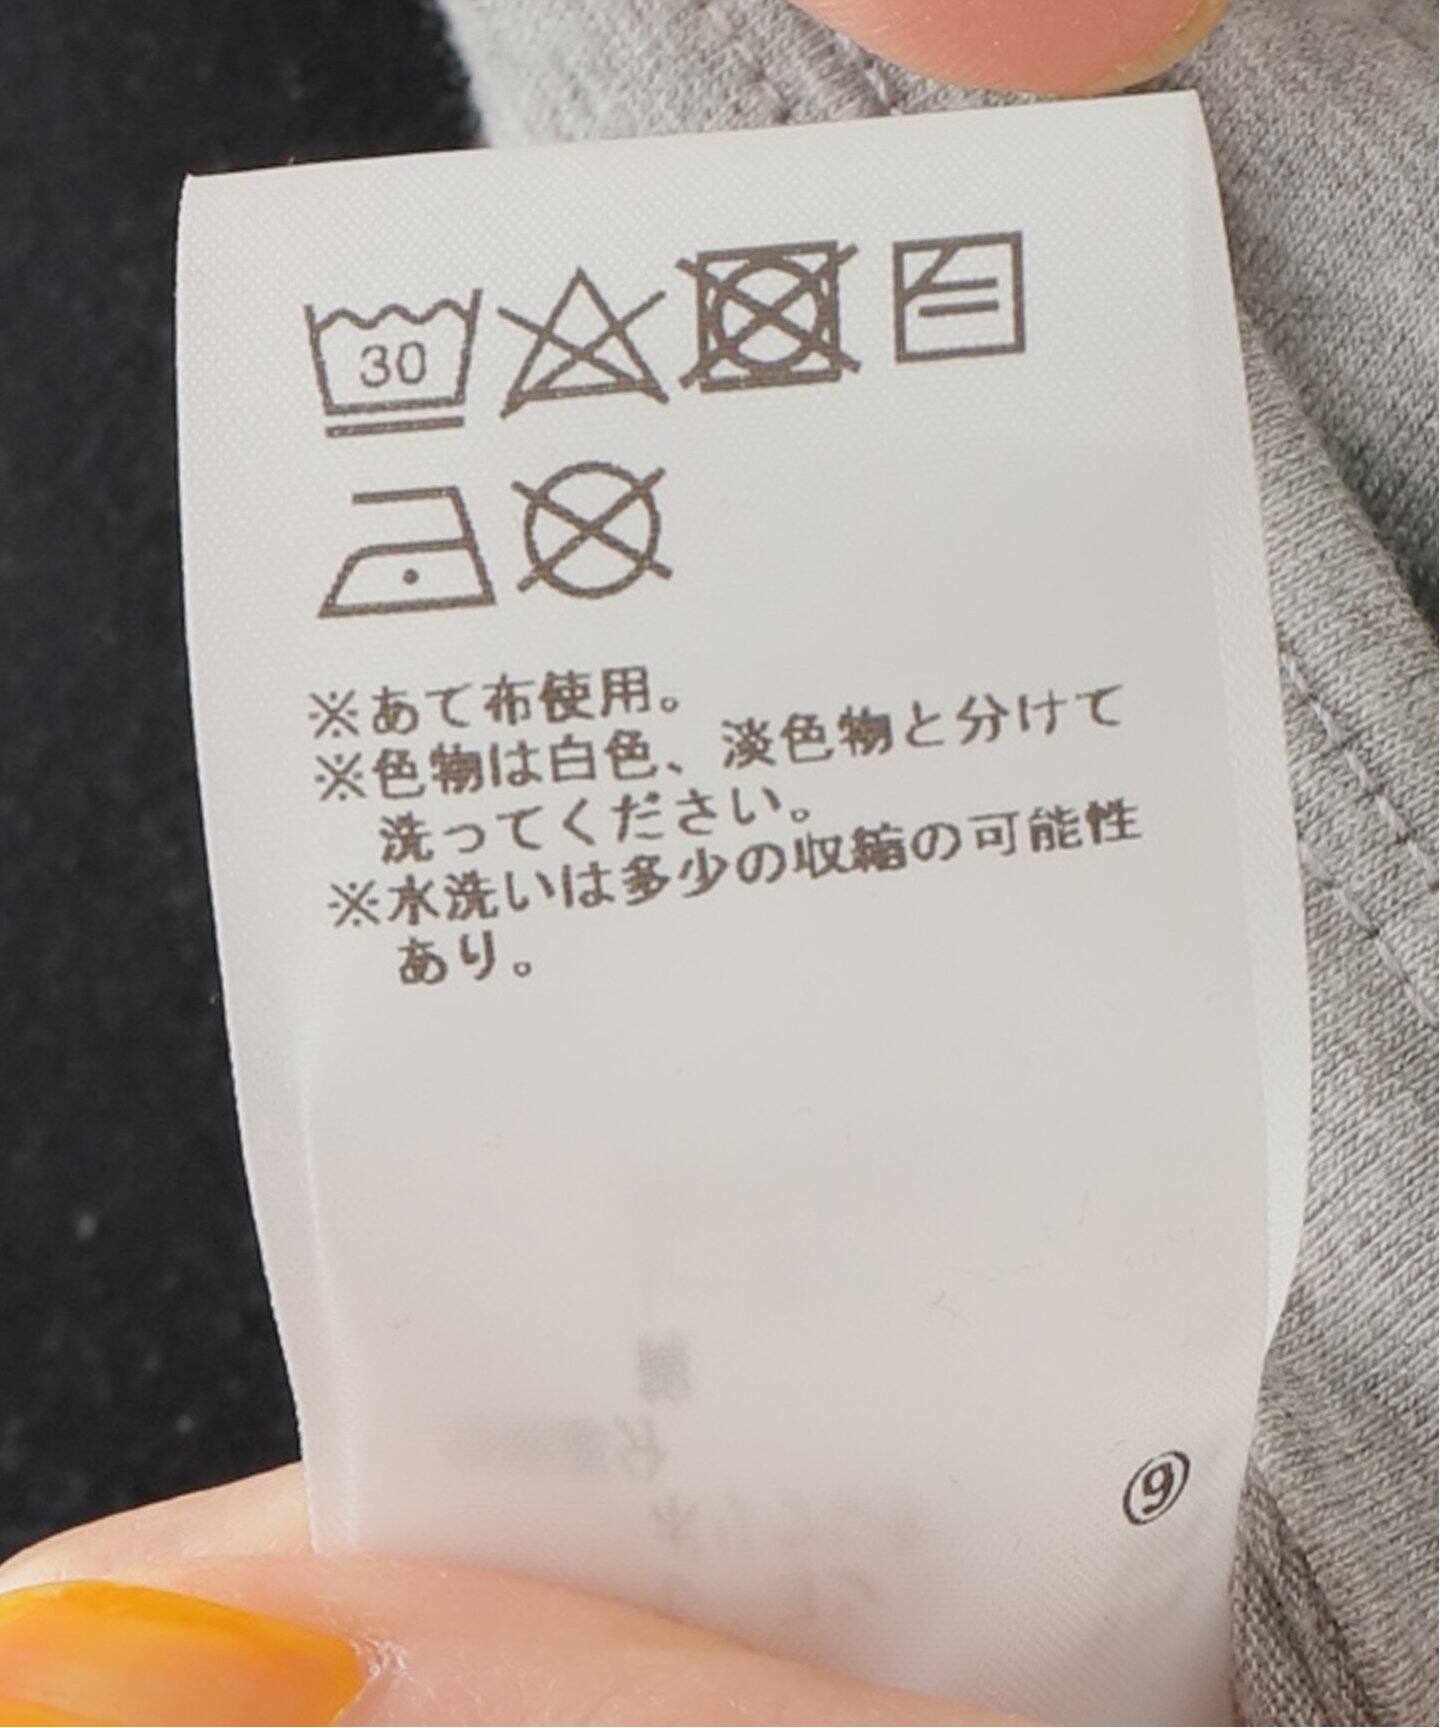 30
※あて布使用。
※色物は白色、淡色物と分けて
洗ってください。
※水洗いは多少の収縮の可能性
あり。
⑨